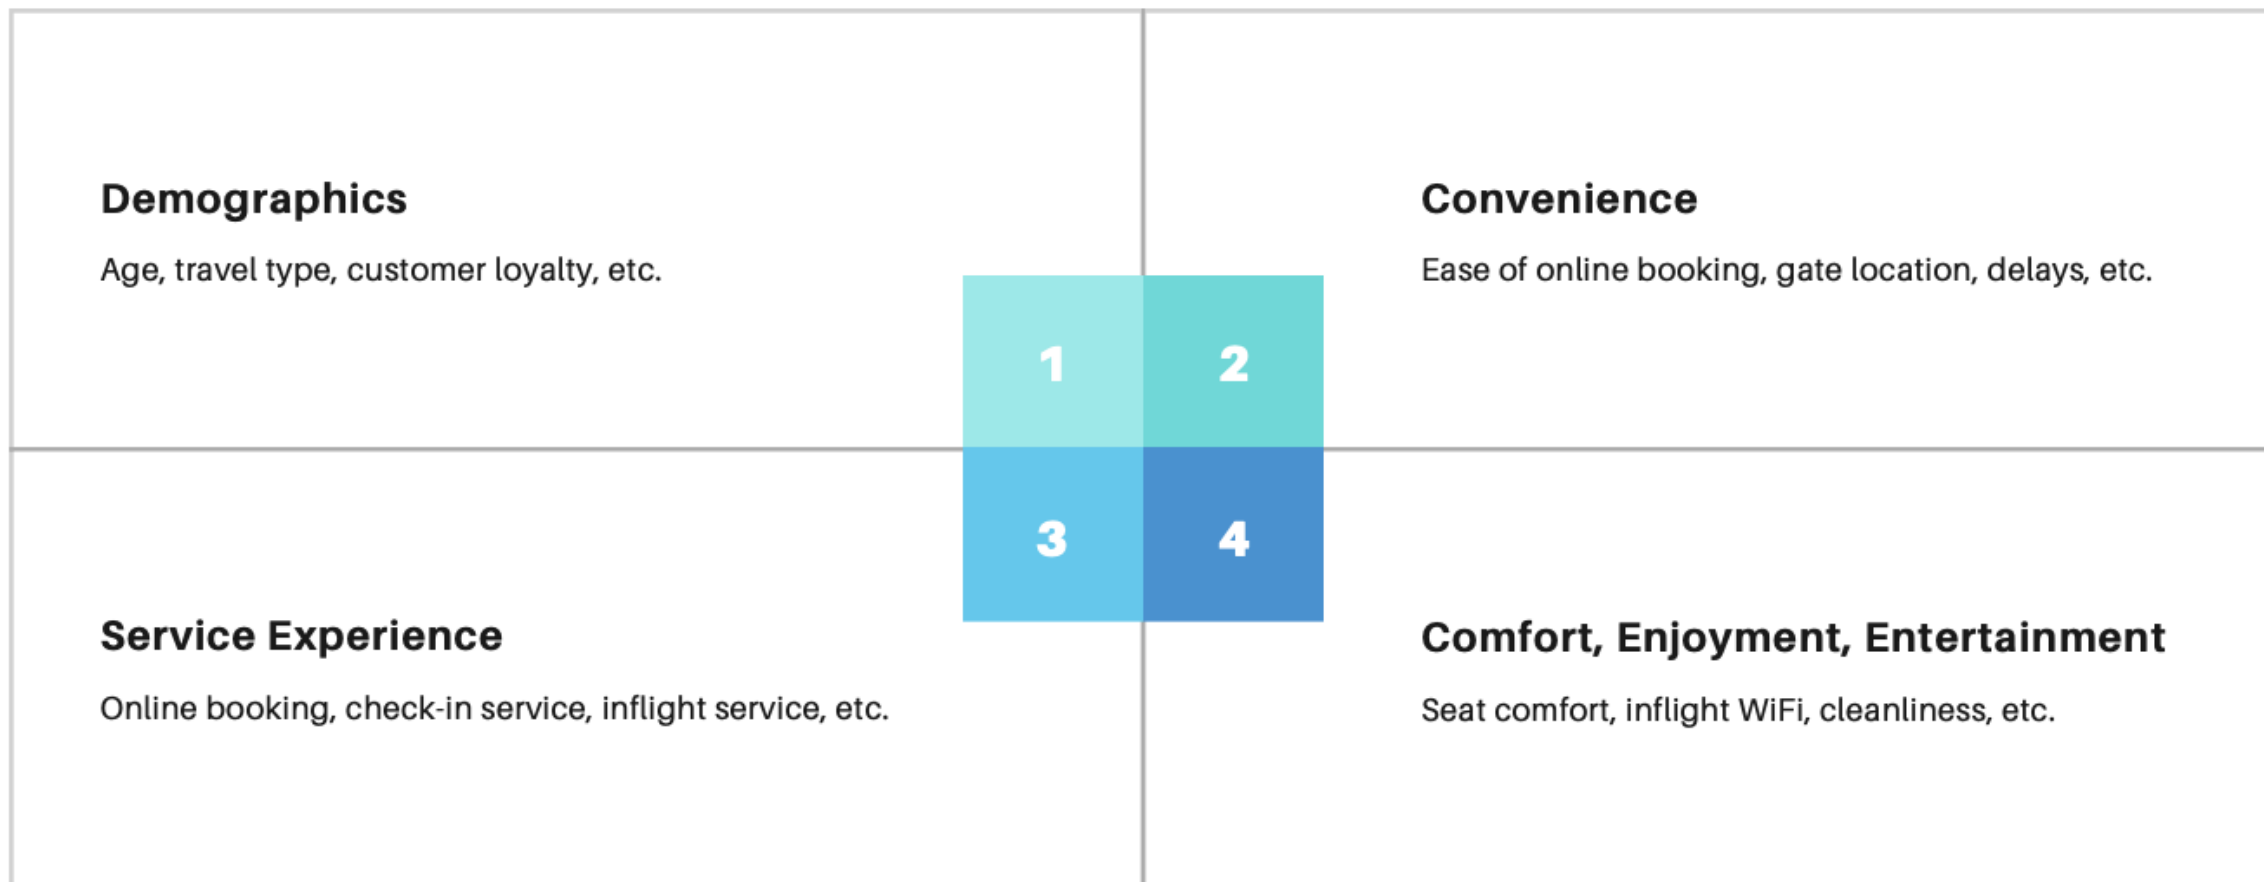 Demographics
Age, travel type, customer loyalty, etc.
Convenience
Ease of online booking, gate location, delays, etc.
1
2
3
4
Service Experience
Online booking, check-in service, inflight service, etc.
Comfort, Enjoyment, Entertainment
Seat comfort, inflight WiFi, cleanliness, etc.